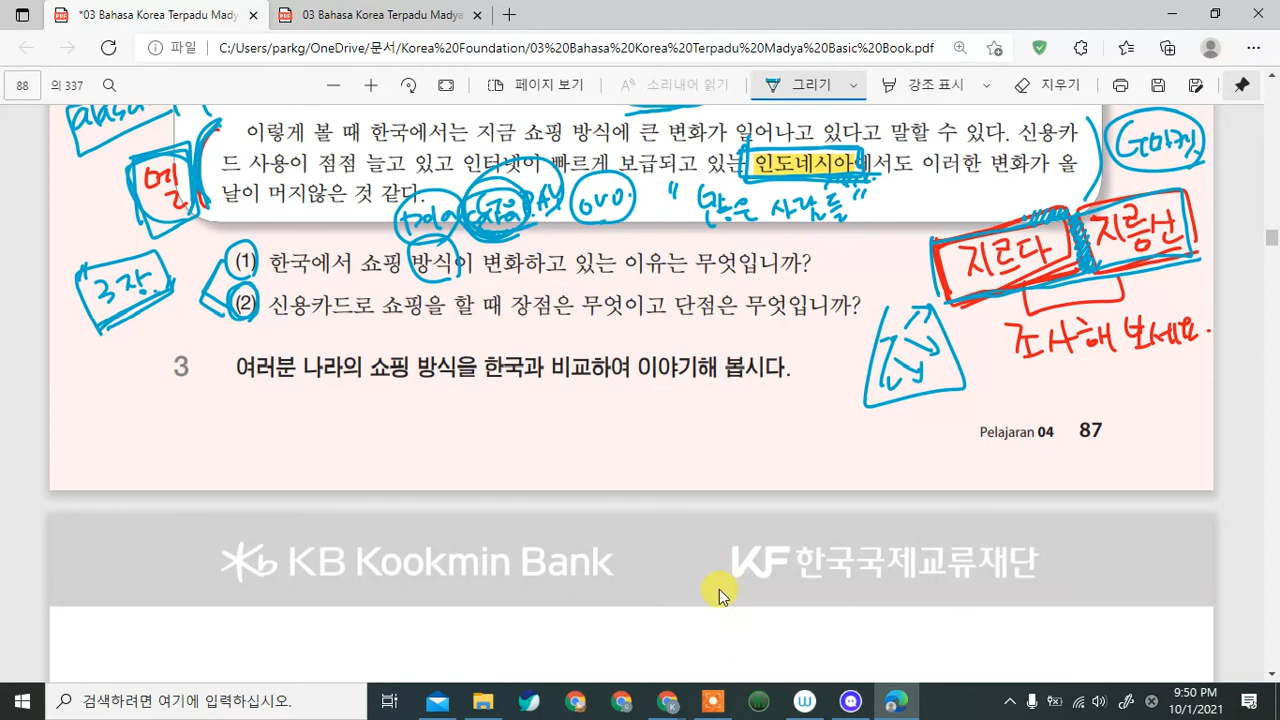 *03 Bahasa Korea Terpadu Mady
03 Bahasa Korea Terpadu Madya
파일
C:/Users/parkg/OneDrive/문서/Korea%20Foundation/03%20Bahasa%20Korea%20Terpadu%20Madya%20Basic%20Book.pdf
88 의 337
페이지 보기
소리내어 읽기
그리기
강조 표시
지우기
이렇게 볼 때 한국에서는 지금 쇼핑 방식에 큰 변화가 일어나고 있다고 말할 수 있다. 신용카
드 사용이 점점 늘고 있고 인터넷이 빠르게 보급되고 있는 인도네시아에서도 이러한 변화가 올
날이 머지않은 것 같다.
G마켓
멜
OVO
" 많은 사람들 "
지르다
지름신
3장.
(1) 한국에서 쇼핑 방식이 변화하고 있는 이유는 무엇입니까?
(2) 신용카드로 쇼핑을 할 때 장점은 무엇이고 단점은 무엇입니까?
조사해 보세요.
3 여러분 나라의 쇼핑 방식을 한국과 비교하여 이야기해 봅시다.
Pelajaran 04 87
KB Kookmin Bank
KF 한국국제교류재단
검색하려면 여기에 입력하십시오.
9:50 PM
10/1/2021